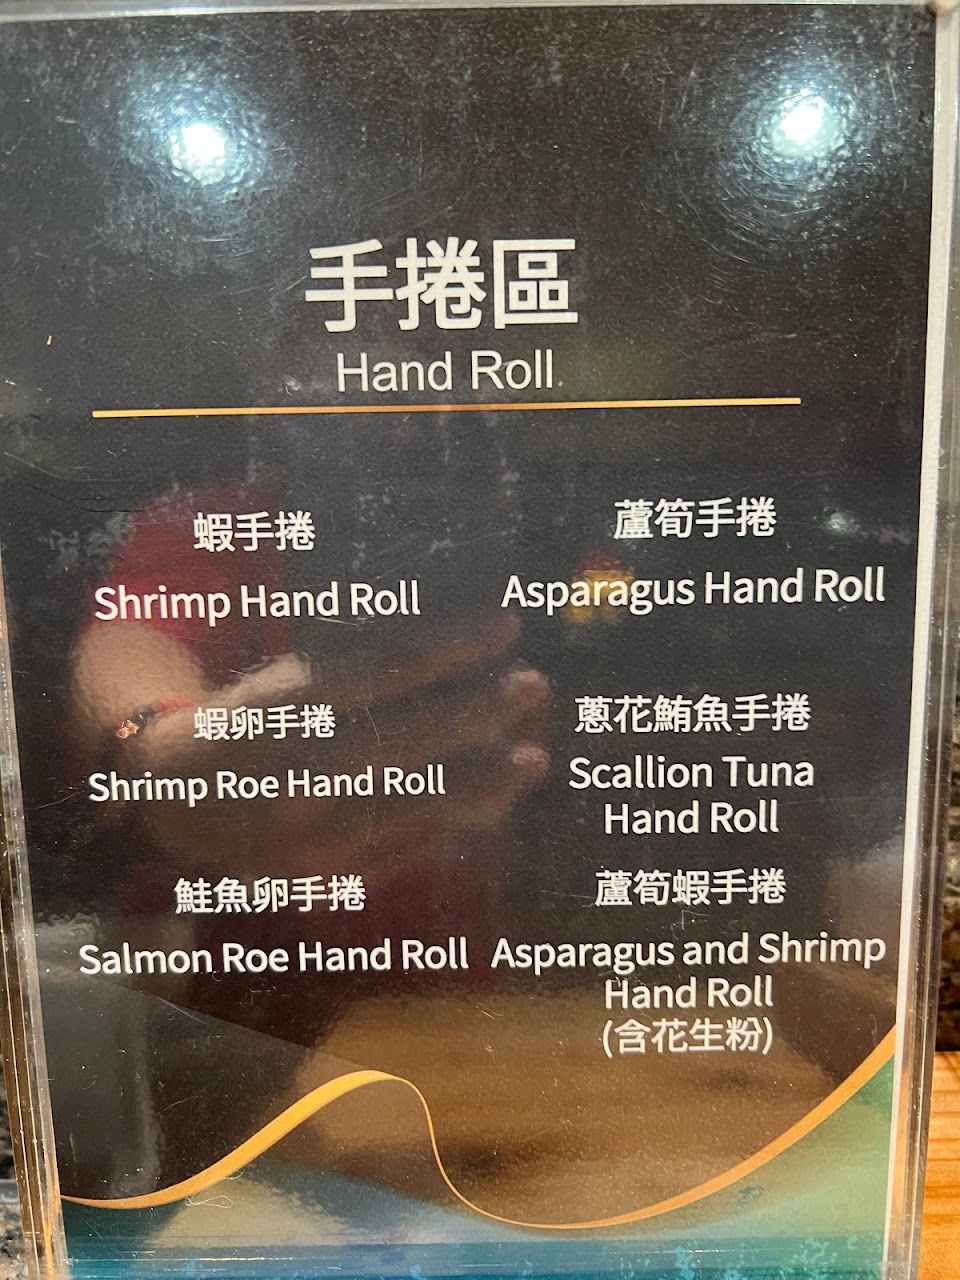 手捲區
Hand Roll
蝦手捲
Shrimp Hand Roll
蘆筍手捲
Asparagus Hand Roll
蝦卵手捲
Shrimp Roe Hand Roll
蔥花鮪魚手捲
Scallion Tuna
Hand Roll
鮭魚卵手捲
Salmon Roe Hand Roll
蘆筍蝦手捲
Asparagus and Shrimp
Hand Roll
(含花生粉)